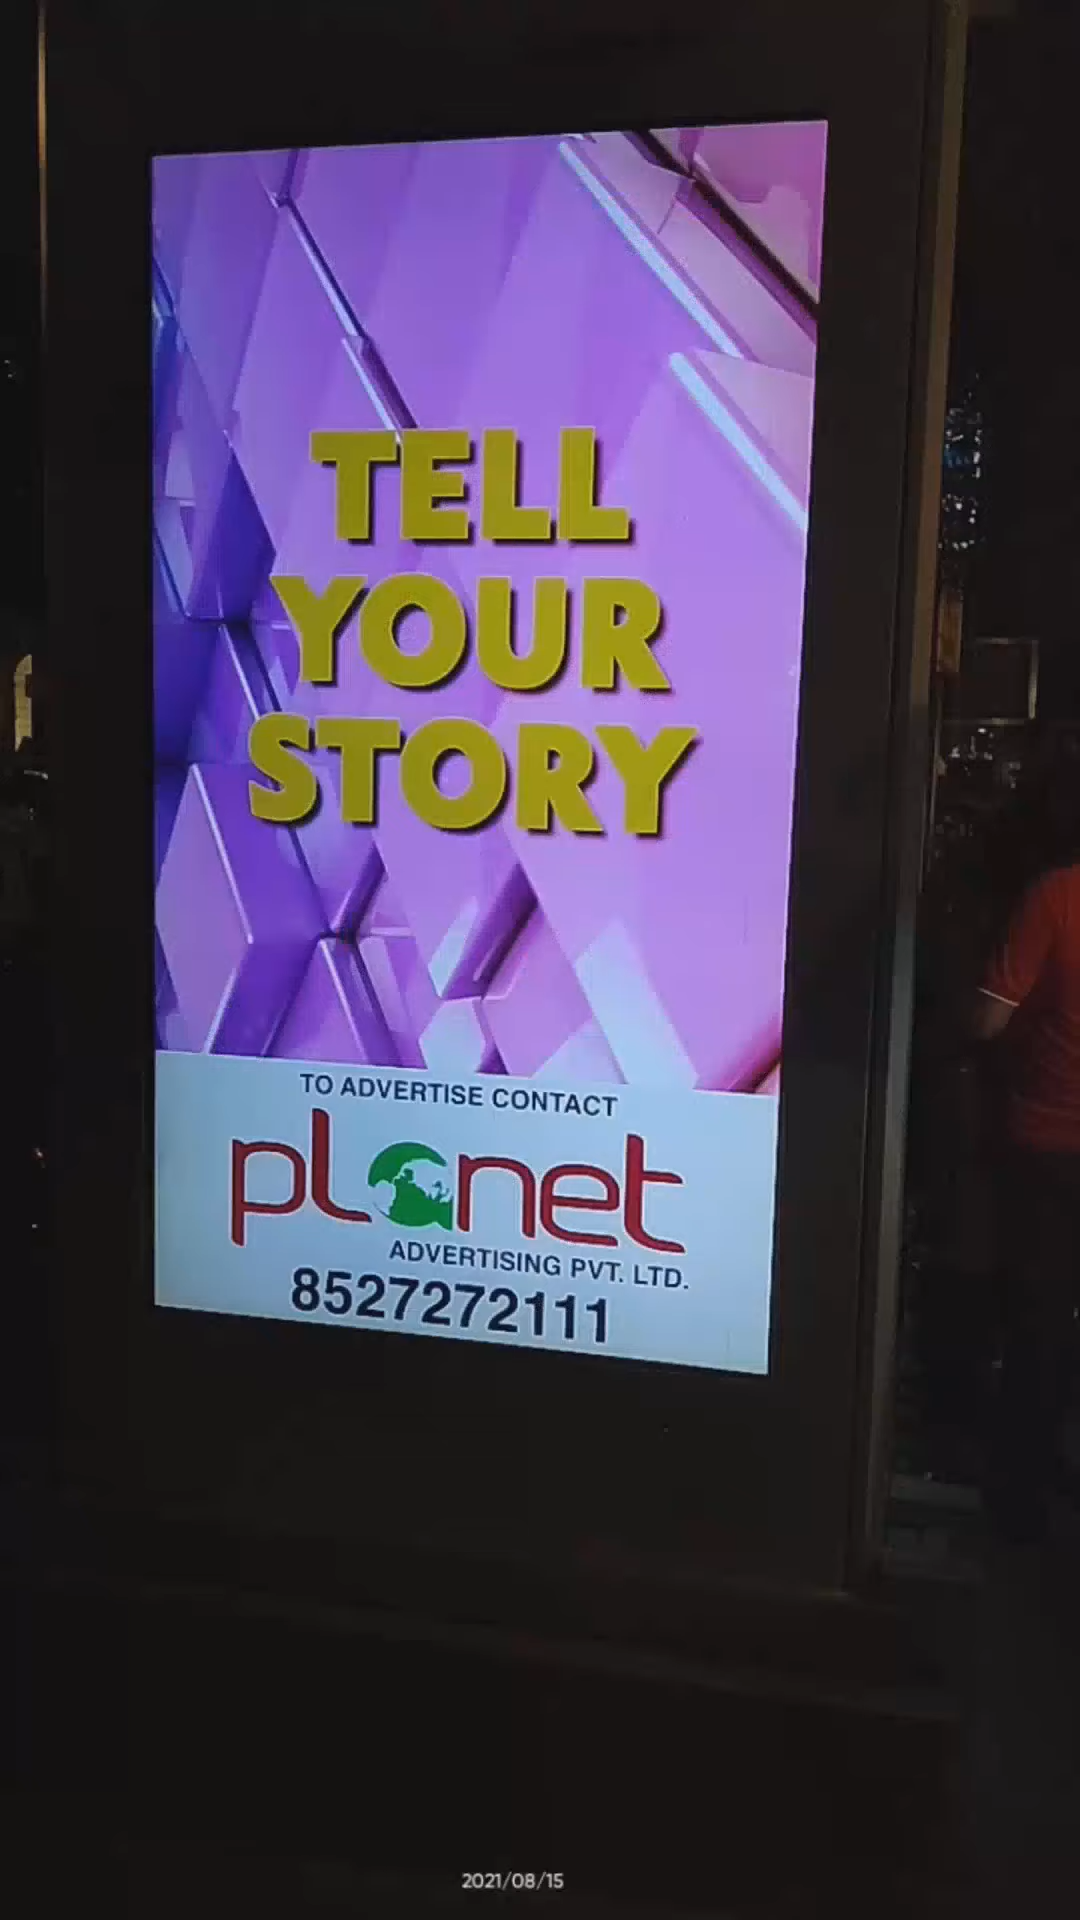 TELL
YOUR
STORY
TO ADVERTISE CONTACT
planet
ADVERTISING PVT. LTD.
8527272111
2021/08/15